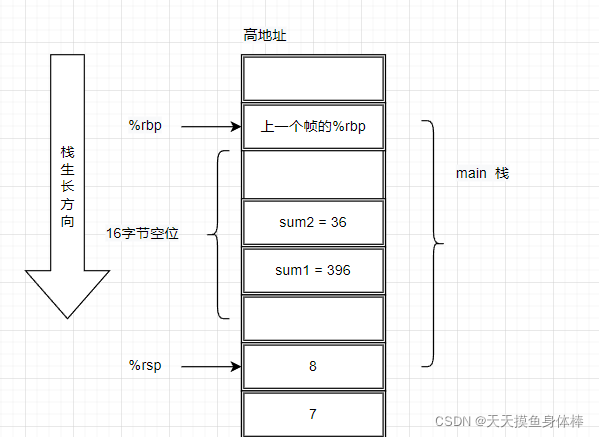 高地址
%rbp
上一个帧的%rbp
栈生长方向
main 栈
sum2 = 36
16字节空位
sum1 = 396
%rsp
8
7
CSDN @天天摸鱼身体棒